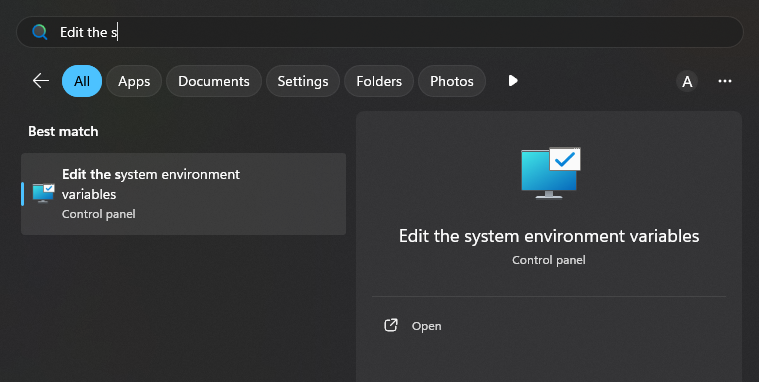 Edit the s
All
Apps
Documents
Settings
Folders
Photos
A
Best match
Edit the system environment
variables
Control panel
Edit the system environment variables
Control panel
Open